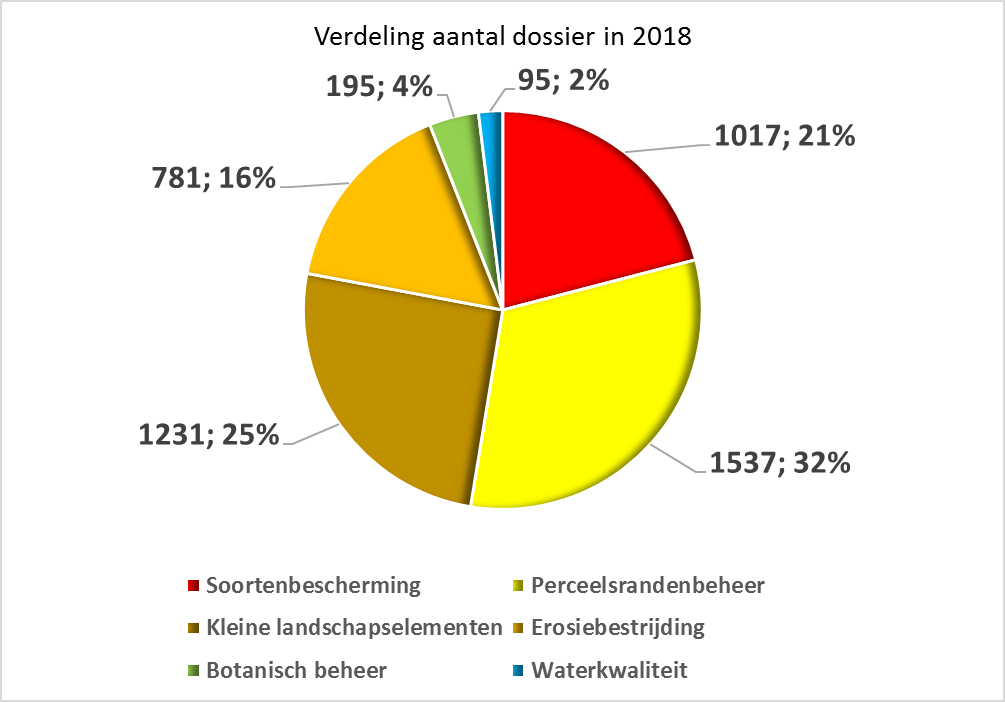 Verdeling aantal dossier in 2018
195; 4%
95; 2%
1017; 21%
781; 16%
1231; 25%
1537; 32%
Soortenbescherming
Perceelsrandenbeheer
Kleine landschapselementen
Erosiebestrijding
Botanisch beheer
Waterkwaliteit